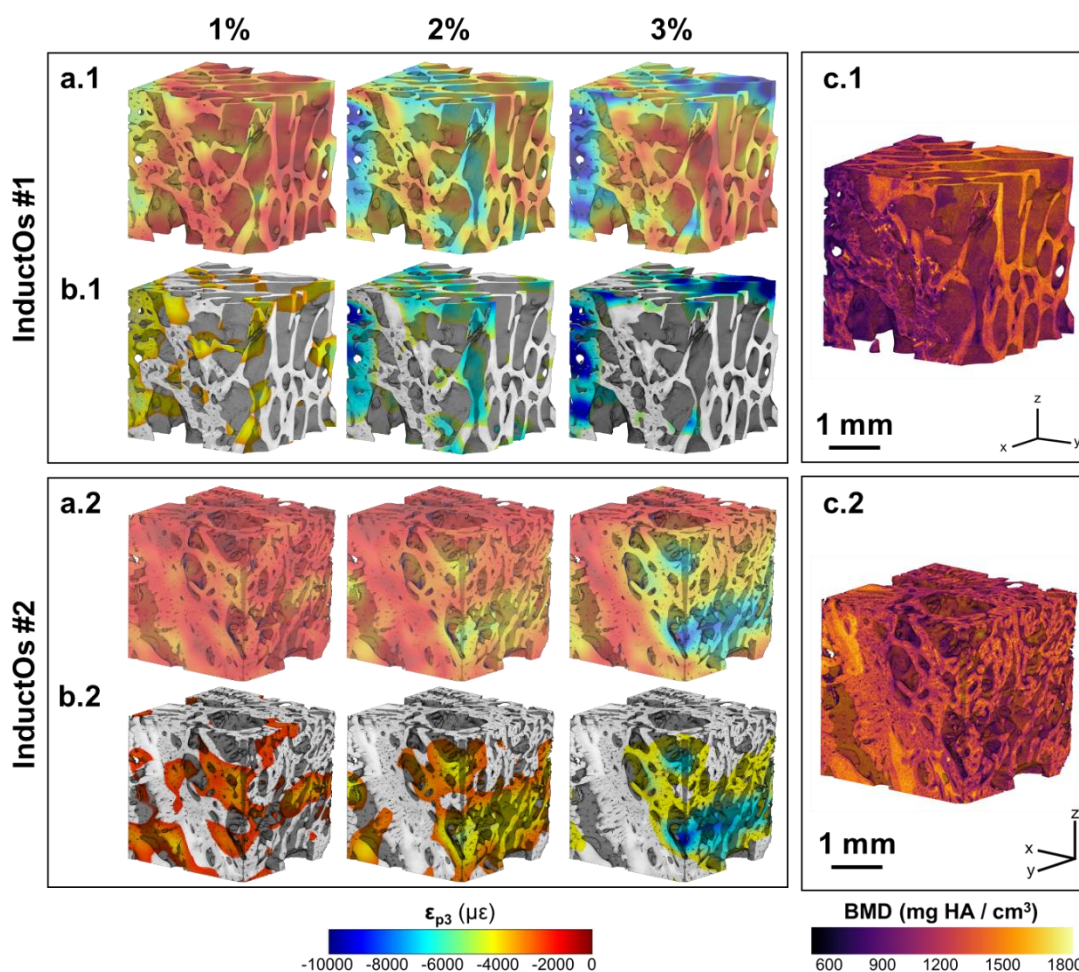 1% 2% 3%
InductOs #1
a.1
b.1
c.1
1 mm
z
x y
InductOs #2
a.2
b.2
c.2
1 mm
z
x
y
εp3 (με)
-10000 -8000 -6000 -4000 -2000 0
BMD (mg HA / cm³)
600 900 1200 1500 1800